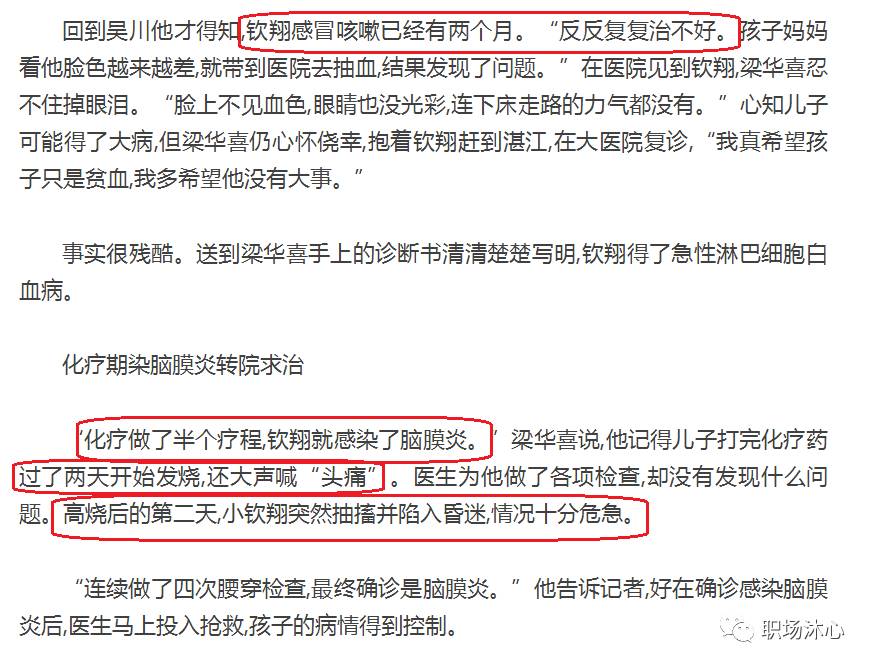 回到吴川他才得知,钦翔感冒咳嗽已经有两个月。“反反复复治不好。孩子妈妈
看他脸色越来越差,就带到医院去抽血,结果发现了问题。”在医院见到钦翔,梁华喜忍
不住掉眼泪。“脸上不见血色,眼睛也没光彩,连下床走路的力气都没有。”心知儿子
可能得了大病,但梁华喜仍心怀侥幸,抱着钦翔赶到湛江,在大医院复诊,“我真希望孩
子只是贫血,我多希望他没有大事。”
事实很残酷。送到梁华喜手上的诊断书清清楚楚写明,钦翔得了急性淋巴细胞白
血病。
化疗期染脑膜炎转院求治
“化疗做了半个疗程,钦翔就感染了脑膜炎。”梁华喜说,他记得儿子打完化疗药
过了两天开始发烧,还大声喊“头痛”。医生为他做了各项检查,却没有发现什么问
题。高烧后的第二天,小钦翔突然抽搐并陷入昏迷,情况十分危急。
“连续做了四次腰穿检查,最终确诊是脑膜炎。”他告诉记者,好在确诊感染脑膜
炎后,医生马上投入抢救,孩子的病情得到控制。
职场沐心